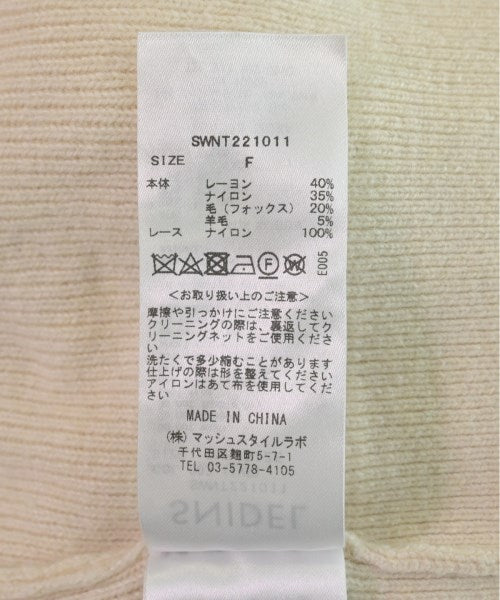 SWNT221011
SIZE F
本体 レーヨン 40%
ナイロン 35%
毛(フォックス) 20%
羊毛 5%
レース ナイロン 100%
F W E005
<お取り扱い上のご注意>
摩擦や引っかけにご注意ください
クリーニングの際は、裏返してク
リーニングネットをご使用くださ
い
洗たくで多少縮むことがあります
仕上げの際は形を整えてください
アイロンはあて布を使用してくだ
さい
MADE IN CHINA
(株)マッシュスタイルラボ
千代田区麹町5-7-1
TEL 03-5778-4105
SWNT221011
SNIDEL